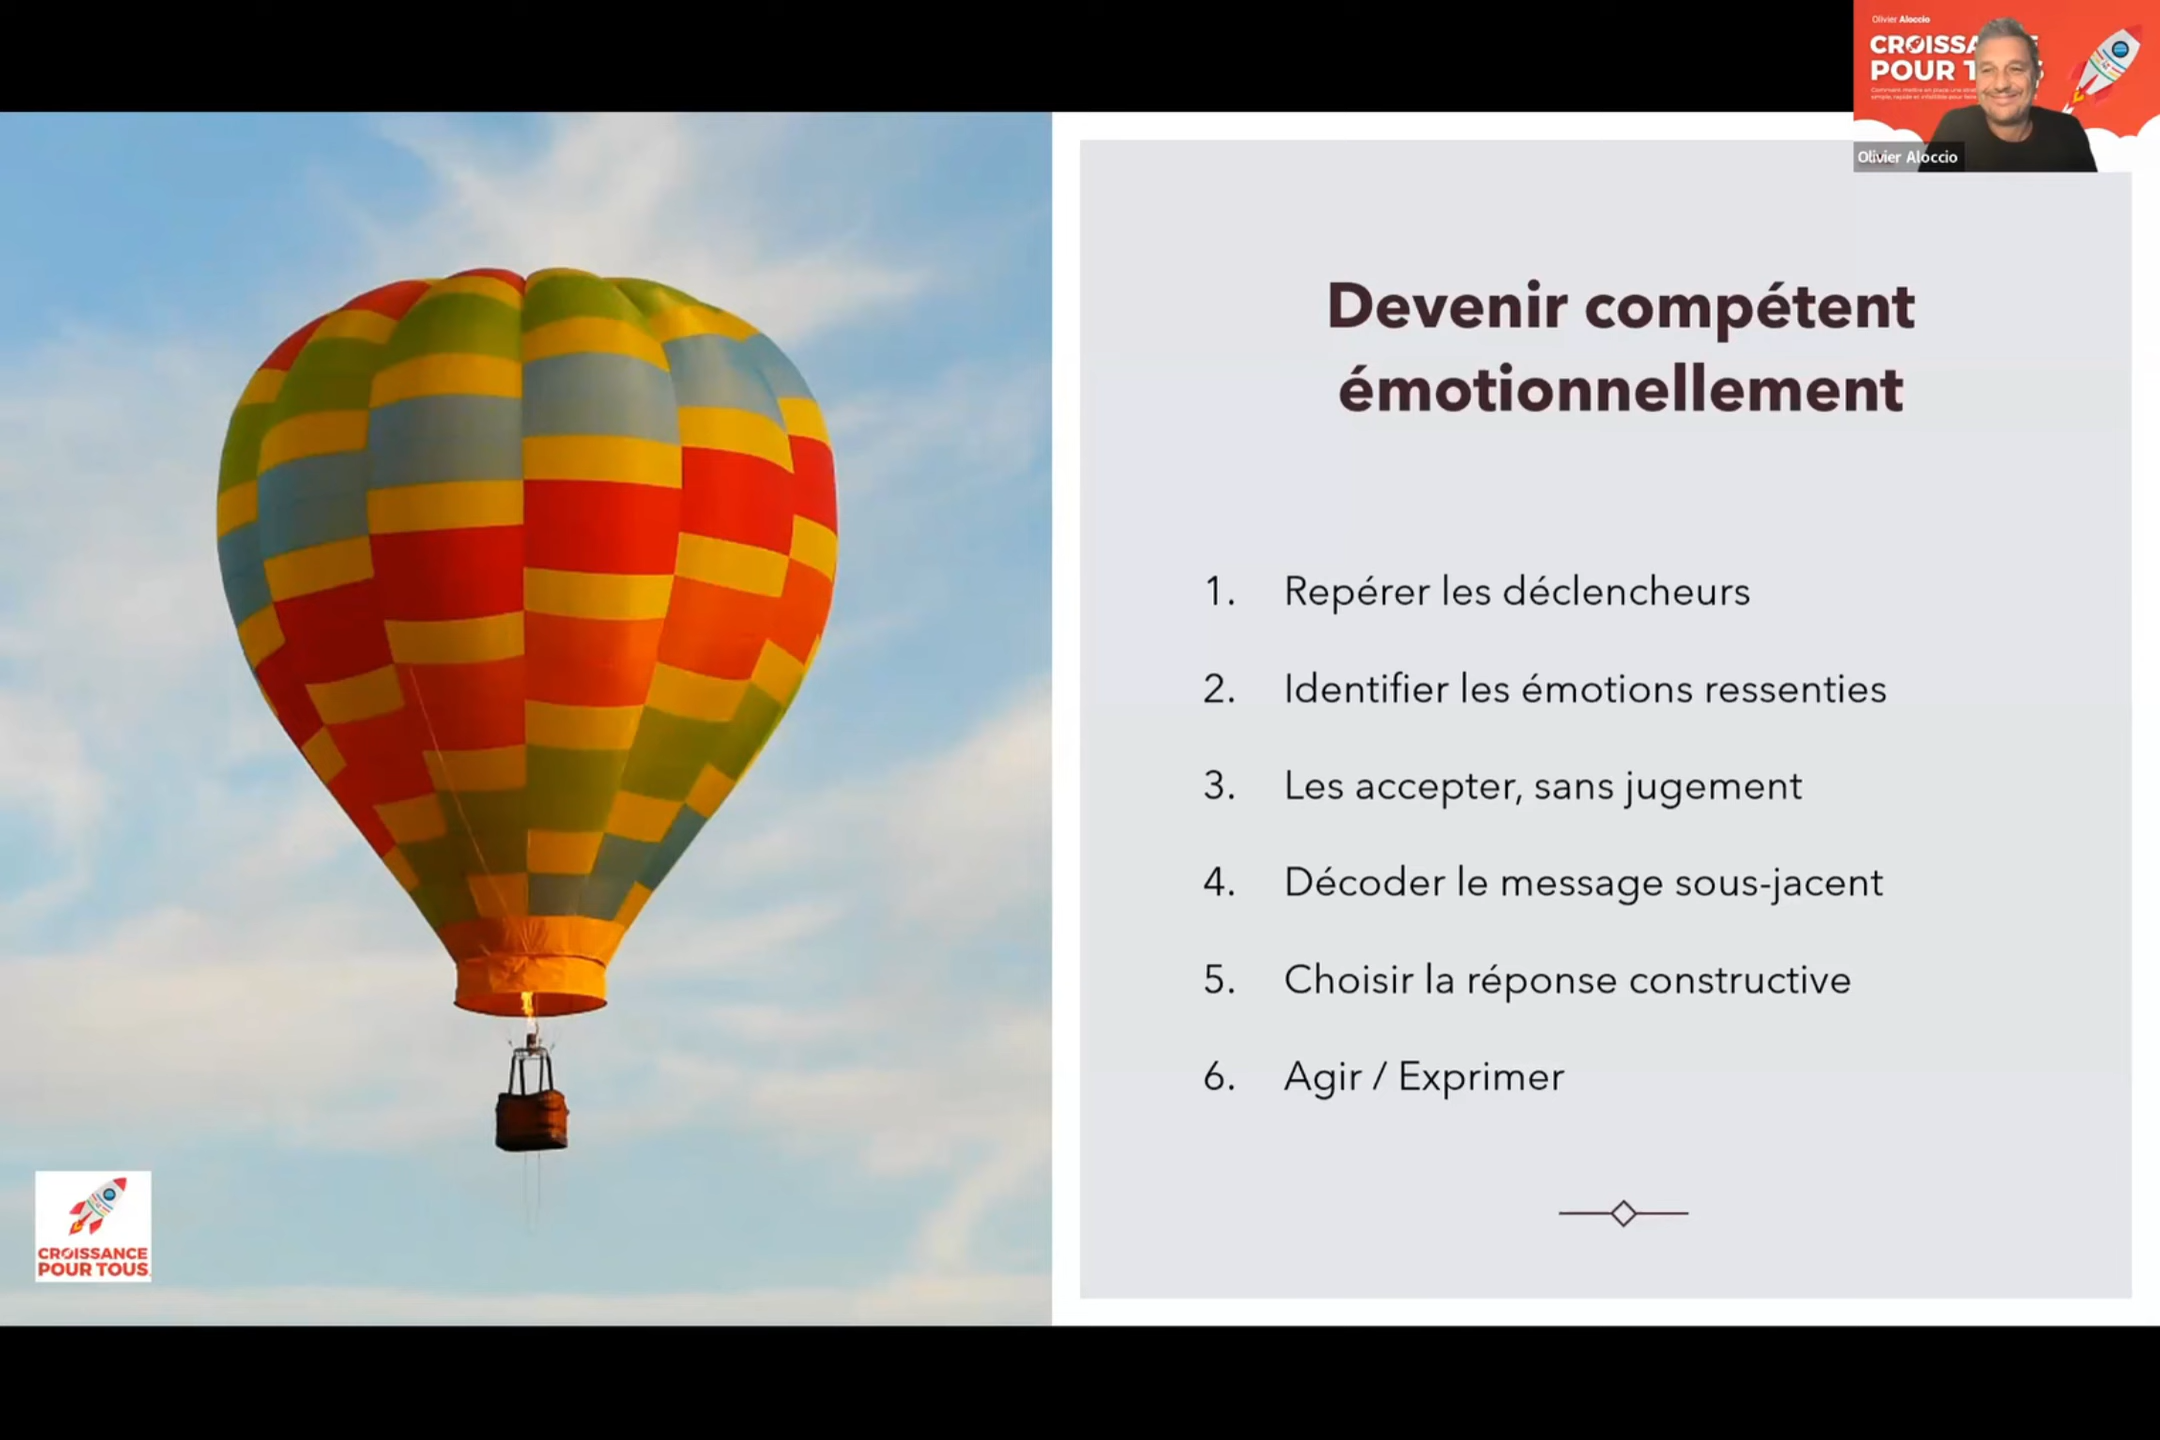 Olivier Aloccio
POUR
Olivier Aloccio
Devenir compétent
émotionnellement
1. Repérer les déclencheurs
2. Identifier les émotions ressenties
3. Les accepter, sans jugement
4. Décoder le message sous-jacent
5. Choisir la réponse constructive
6. Agir / Exprimer
CROISSANCE
POUR TOUS